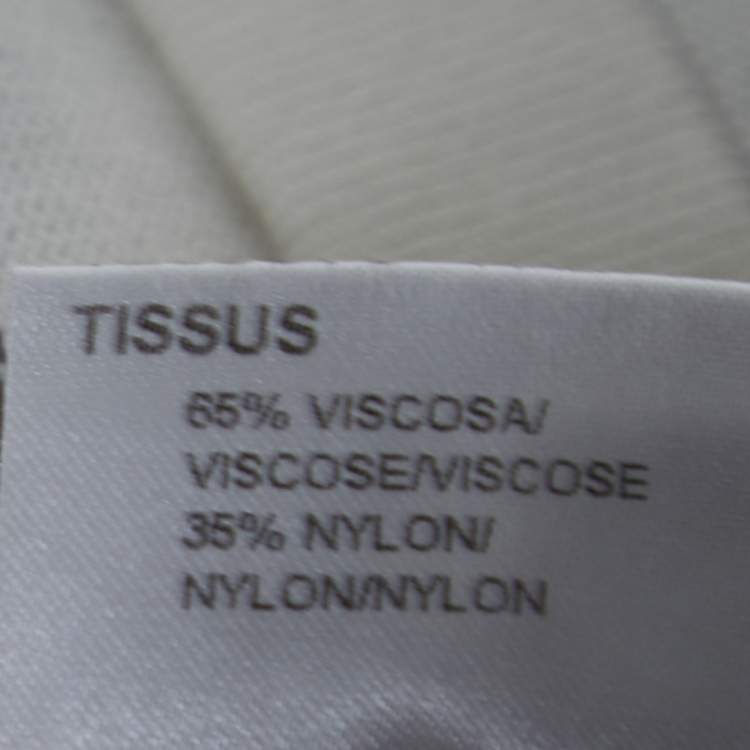 TISSUS
65% VISCOSA/
VISCOSE/VISCOSE
35% NYLON/
NYLON/NYLON